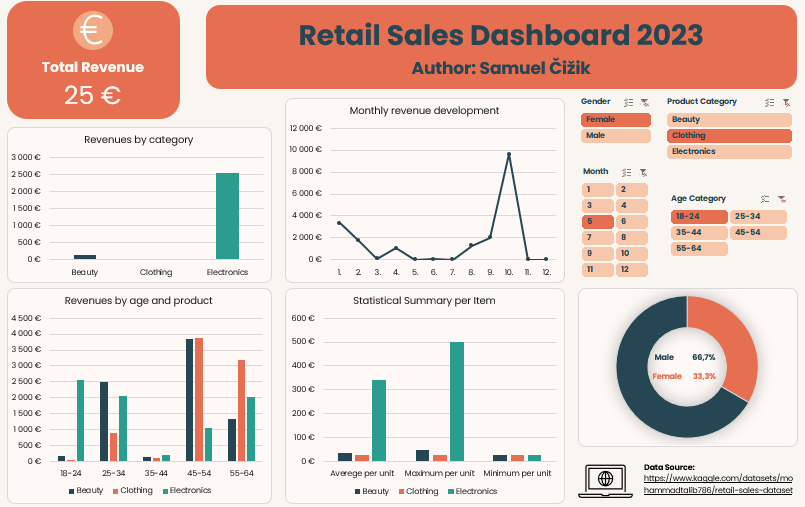 €
Total Revenue
25 €
Retail Sales Dashboard 2023
Author: Samuel Čížik
Revenues by category
3 000 €
2 500 €
2 000 €
1 500 €
1 000 €
500 €
0 €
Beauty Clothing Electronics
Monthly revenue development
12 000 €
10 000 €
8 000 €
6 000 €
4 000 €
2 000 €
0 €
1. 2. 3. 4. 5. 6. 7. 8. 9. 10. 11. 12.
Gender
Female
Male
Product Category
Beauty
Clothing
Electronics
Month
1 2
3 4
5 6
7 8
9 10
11 12
Age Category
18-24 25-34
35-44 45-54
55-64
Revenues by age and product
4 500 €
4 000 €
3 500 €
3 000 €
2 500 €
2 000 €
1 500 €
1 000 €
500 €
0 €
18-24 25-34 35-44 45-54 55-64
Beauty Clothing Electronics
Statistical Summary per Item
600 €
500 €
400 €
300 €
200 €
100 €
0 €
Averege per unit Maximum per unit Minimum per unit
Beauty Clothing Electronics
Male 66,7%
Female 33,3%
Data Source:
https://www.kaggle.com/datasets/mo
hammadtalib786/retail-sales-dataset